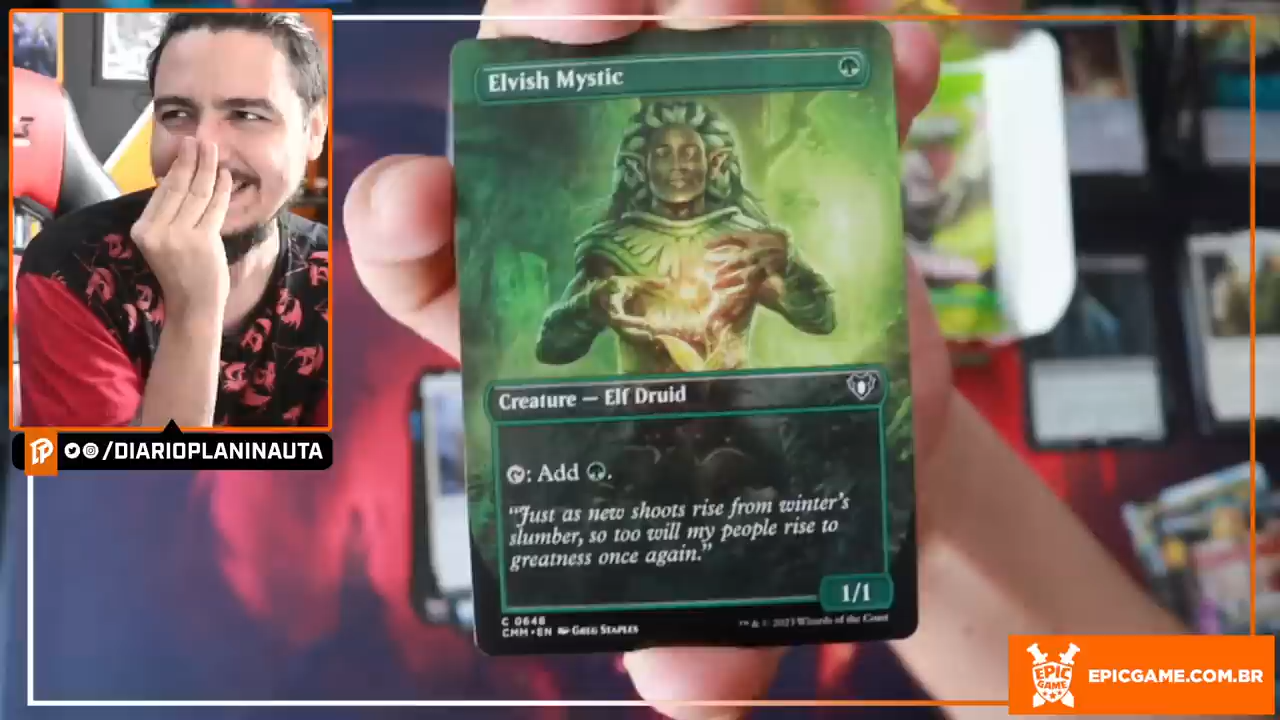 Elvish Mystic
Creature — Elf Druid
: Add .
“Just as new shoots rise from winter's
slumber, so too will my people rise to
greatness once again.”
1/1
C 0648
CMM • EN Greg Staples
™ & © 2023 Wizards of the Coast
/DIARIOPLANINAUTA
EPIC
GAME
EPICGAME.COM.BR